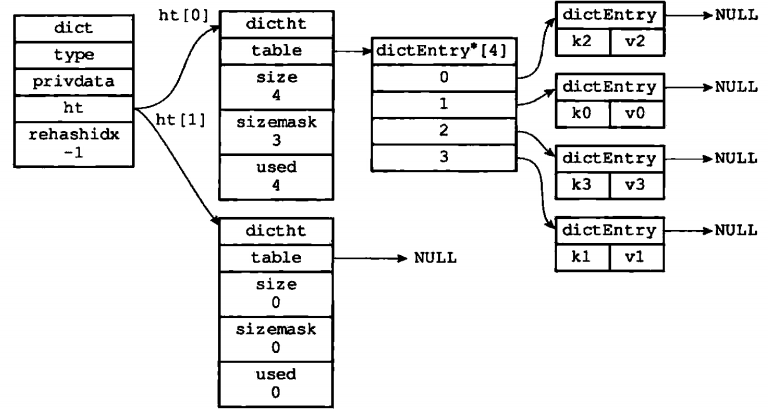 dict
type
privdata
ht
rehashidx
-1
ht[0]
ht[1]
dictht
table
size
4
sizemask
3
used
4
dictht
table
NULL
size
0
sizemask
0
used
0
dictEntry*[4]
0
1
2
3
dictEntry
NULL
k2 v2
dictEntry
NULL
k0 v0
dictEntry
NULL
k3 v3
dictEntry
NULL
k1 v1